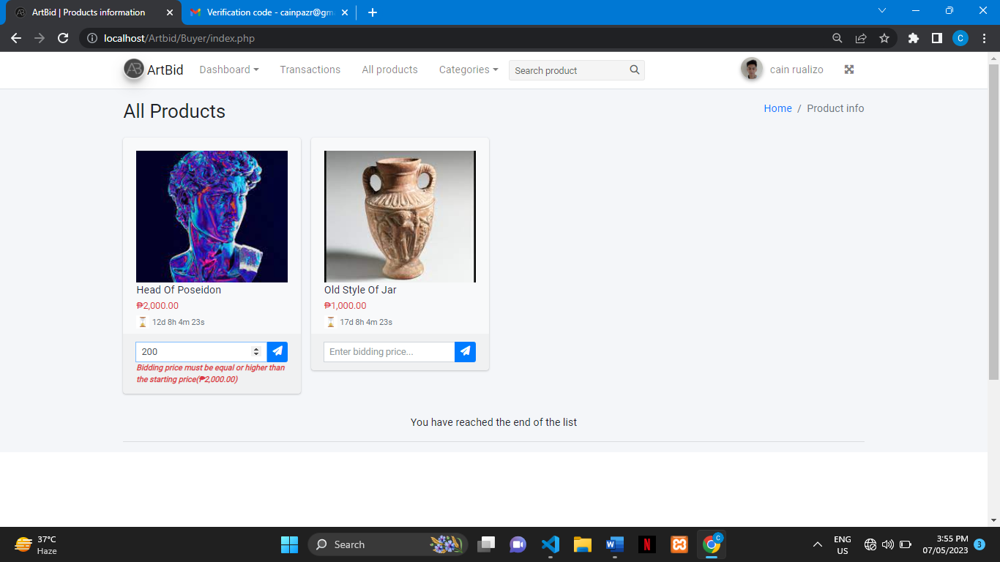 ArtBid | Products information
Verification code - cainpazr@gm
localhost/Artbid/Buyer/index.php
C
AB ArtBid
Dashboard
Transactions
All products
Categories
Search product
cain rualizo
All Products
Home / Product info
Head Of Poseidon
₱2,000.00
12d 8h 4m 23s
200
Bidding price must be equal or higher than
the starting price(₱2,000.00)
Old Style Of Jar
₱1,000.00
17d 8h 4m 23s
Enter bidding price...
You have reached the end of the list
37°C
Haze
Search
W
N
C
ENG
US
3:55 PM
07/05/2023
3